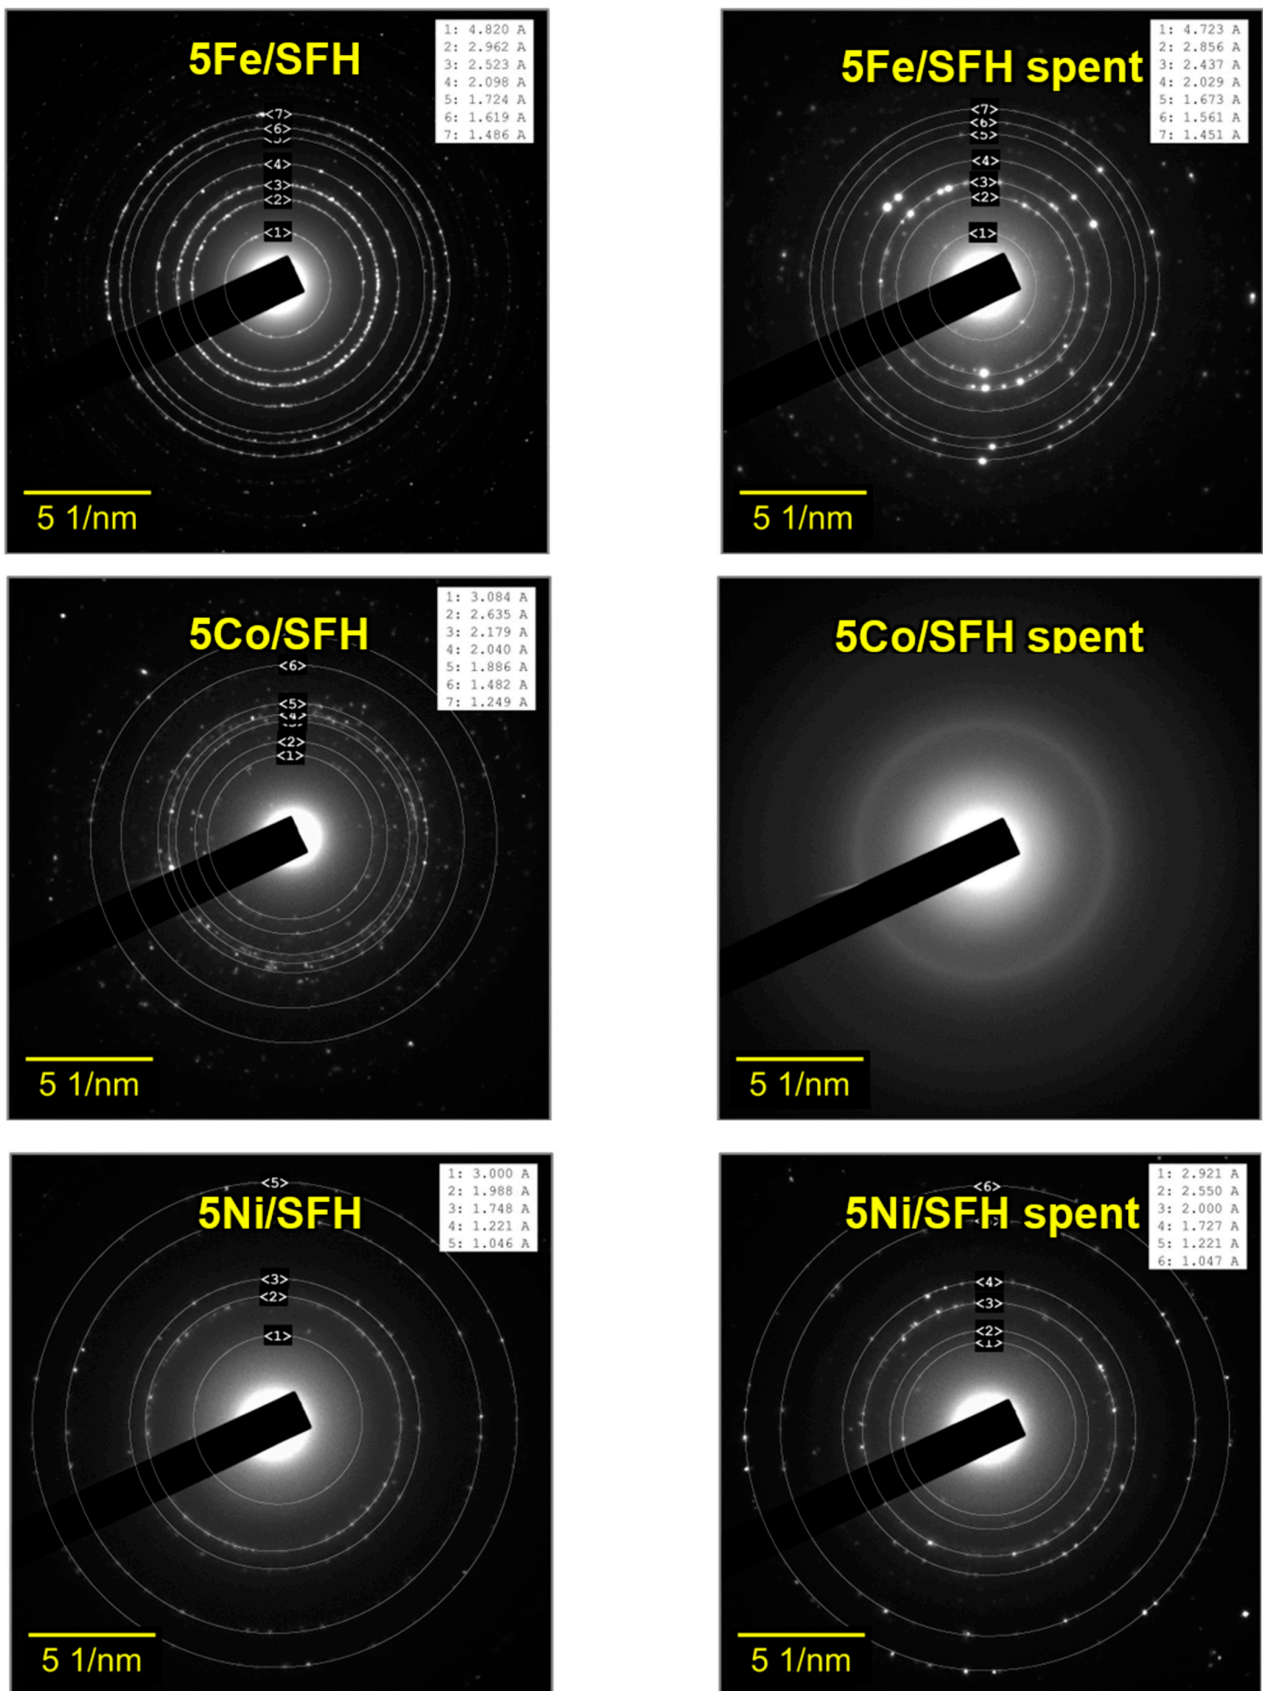 5Fe/SFH
1: 4.820 A
2: 2.962 A
3: 2.523 A
4: 2.098 A
5: 1.724 A
6: 1.619 A
7: 1.486 A
<7>
<6>
<5>
<4>
<3>
<2>
<1>
5 1/nm
5Fe/SFH spent
1: 4.723 A
2: 2.856 A
3: 2.437 A
4: 2.029 A
5: 1.673 A
6: 1.561 A
7: 1.451 A
<7>
<6>
<5>
<4>
<3>
<2>
<1>
5 1/nm
5Co/SFH
1: 3.084 A
2: 2.635 A
3: 2.179 A
4: 2.040 A
5: 1.886 A
6: 1.482 A
7: 1.249 A
<6>
<5>
<4>
<2>
<1>
5 1/nm
5Co/SFH spent
5 1/nm
5Ni/SFH
1: 3.000 A
2: 1.988 A
3: 1.748 A
4: 1.221 A
5: 1.046 A
<5>
<3>
<2>
<1>
5 1/nm
5Ni/SFH spent
1: 2.921 A
2: 2.550 A
3: 2.000 A
4: 1.727 A
5: 1.221 A
6: 1.047 A
<6>
<4>
<3>
<2>
<1>
5 1/nm